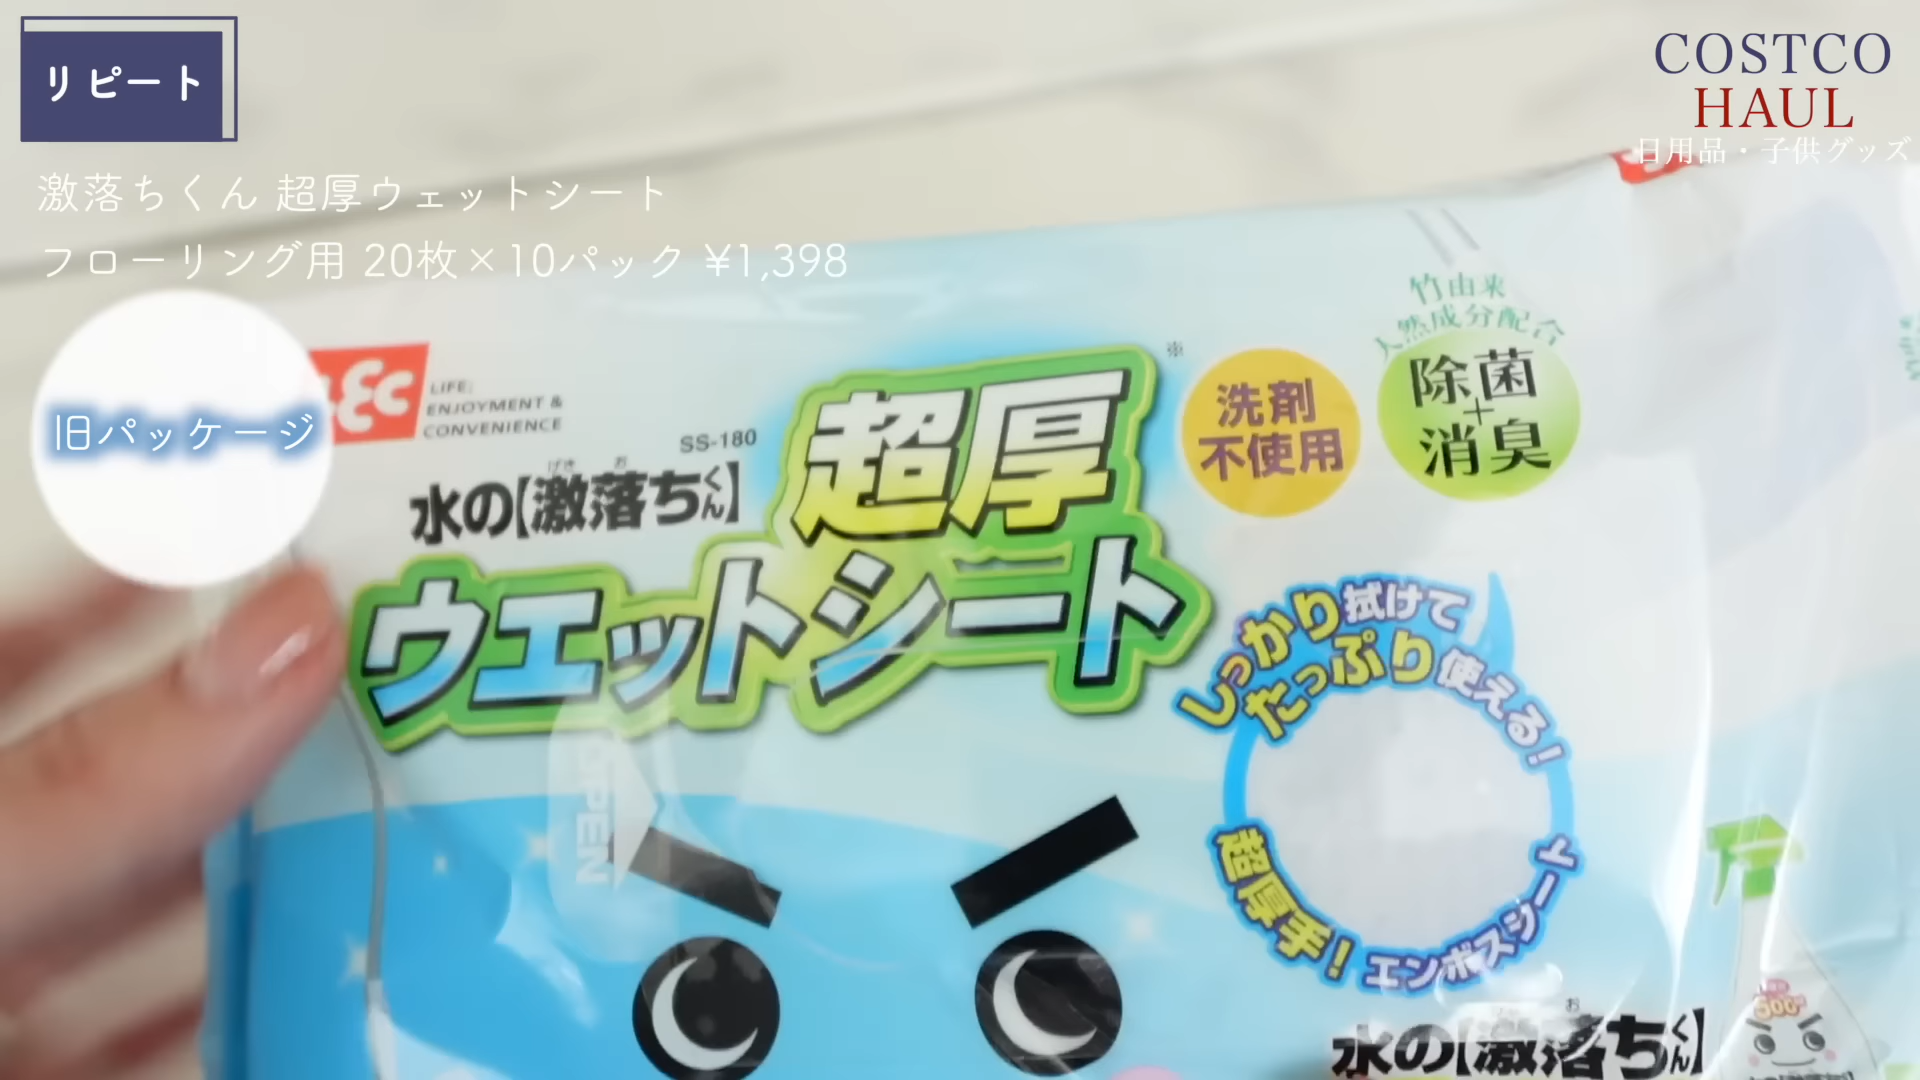 リピート
COSTCO
HAUL
日用品・子供グッズ
激落ちくん 超厚ウェットシート
フローリング用 20枚×10パック ¥1,398
旧パッケージ
LEC
LIFE,
ENJOYMENT &
CONVENIENCE
SS-180
水の【激落ちくん】
げき お
超厚
※
ウエットシート
洗剤
不使用
竹由来
天然成分配合
除菌
+
消臭
しっかり拭けて
たっぷり使える!
超厚手!エンボスシート
OPEN
水の【激落ちくん】
お